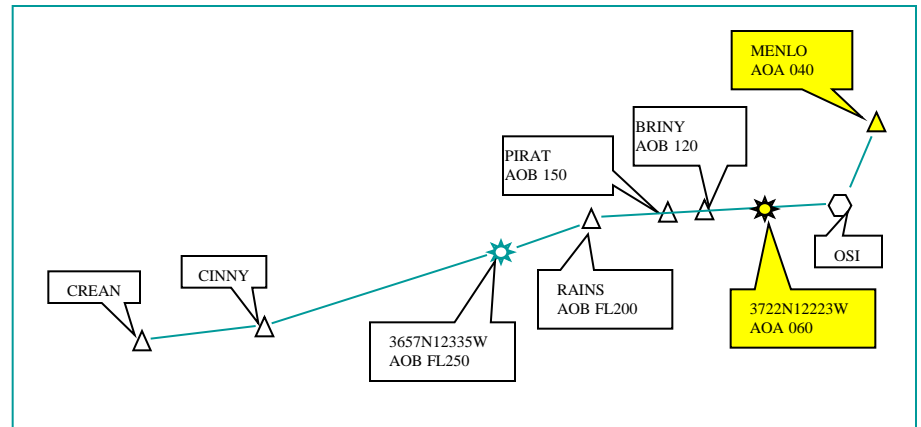 MENLO
AOA 040
BRINY
AOB 120
PIRAT
AOB 150
CINNY
CREAN
OSI
RAINS
AOB FL200
3657N12335W
AOB FL250
3722N12223W
AOA 060